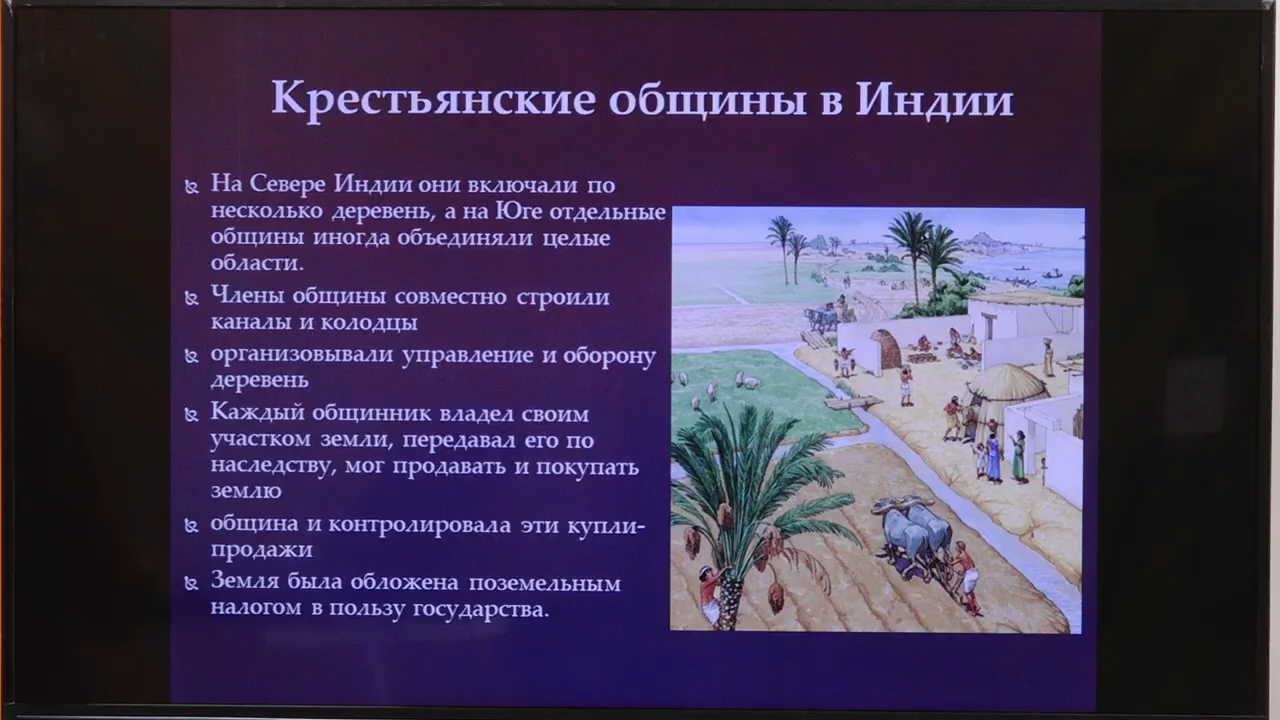 Крестьянские общины в Индии
На Севере Индии они включали по
несколько деревень, а на Юге отдельные
общины иногда объединяли целые
области.
Члены общины совместно строили
каналы и колодцы
организовывали управление и оборону
деревень
Каждый общинник владел своим
участком земли, передавал его по
наследству, мог продавать и покупать
землю
община и контролировала эти купли-
продажи
Земля была обложена поземельным
налогом в пользу государства.